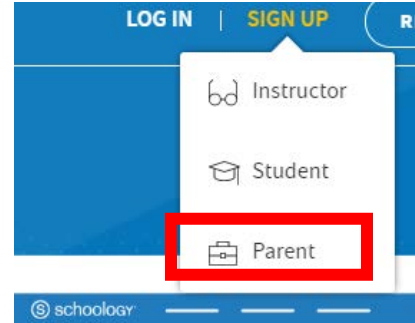 LOG IN | SIGN UP R
Instructor
Student
Parent
S schoology